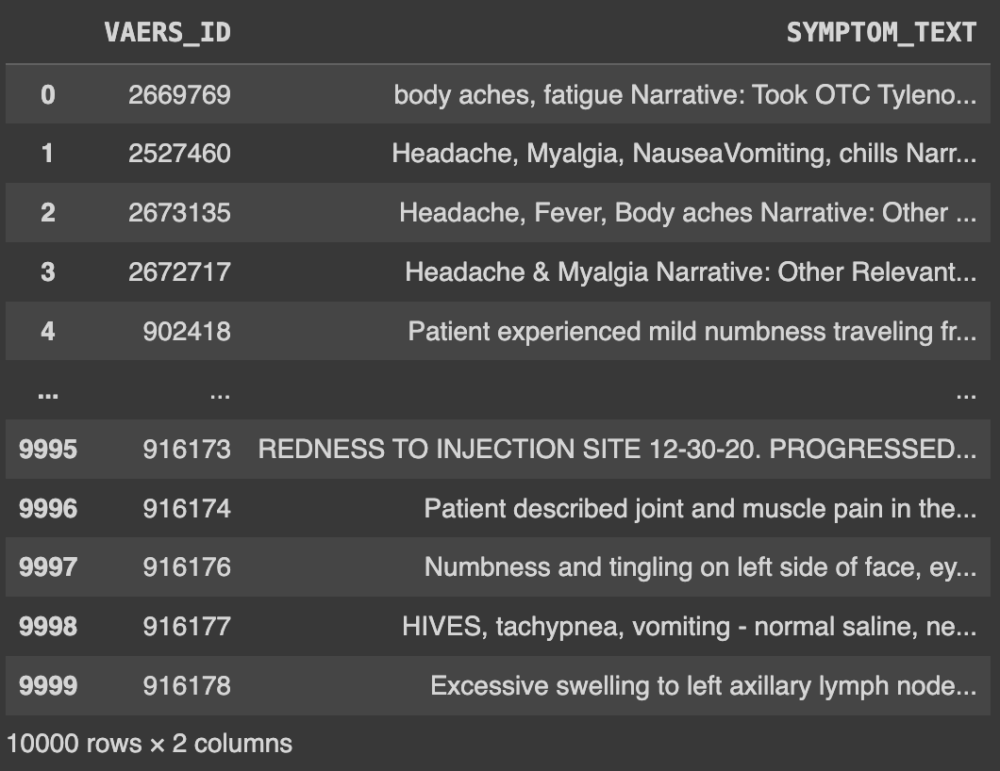 VAERS_ID SYMPTOM_TEXT
0 2669769 body aches, fatigue Narrative: Took OTC Tyleno...
1 2527460 Headache, Myalgia, NauseaVomiting, chills Narr...
2 2673135 Headache, Fever, Body aches Narrative: Other ...
3 2672717 Headache & Myalgia Narrative: Other Relevant...
4 902418 Patient experienced mild numbness traveling fr...
... ... ...
9995 916173 REDNESS TO INJECTION SITE 12-30-20. PROGRESSED...
9996 916174 Patient described joint and muscle pain in the...
9997 916176 Numbness and tingling on left side of face, ey...
9998 916177 HIVES, tachypnea, vomiting - normal saline, ne...
9999 916178 Excessive swelling to left axillary lymph node...
10000 rows × 2 columns